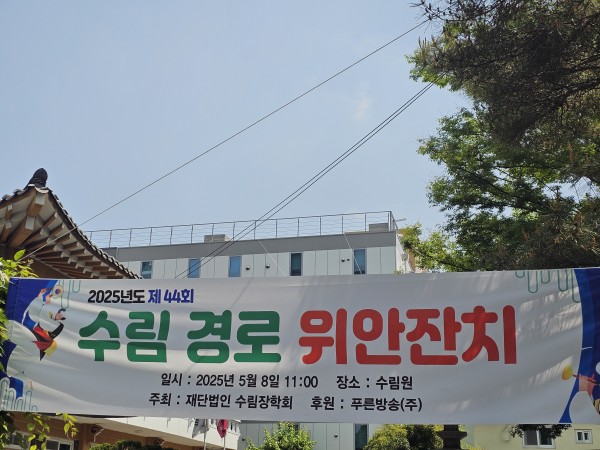 2025년도 제 44회
수림 경로 위안잔치
일시 : 2025년 5월 8일 11:00 장소 : 수림원
주최 : 재단법인 수림장학회 후원 : 푸른방송(주)